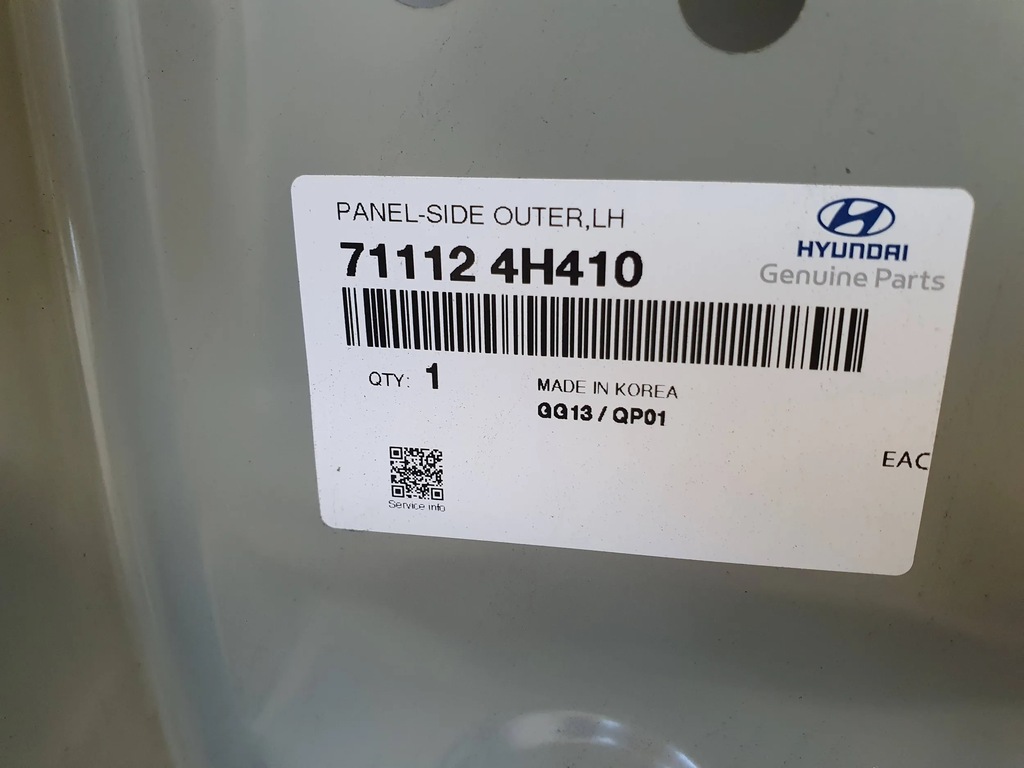 PANEL-SIDE OUTER,LH
71112 4H410
HYUNDAI
Genuine Parts
QTY: 1
MADE IN KOREA
GG13 / QP01
EAC
Service info